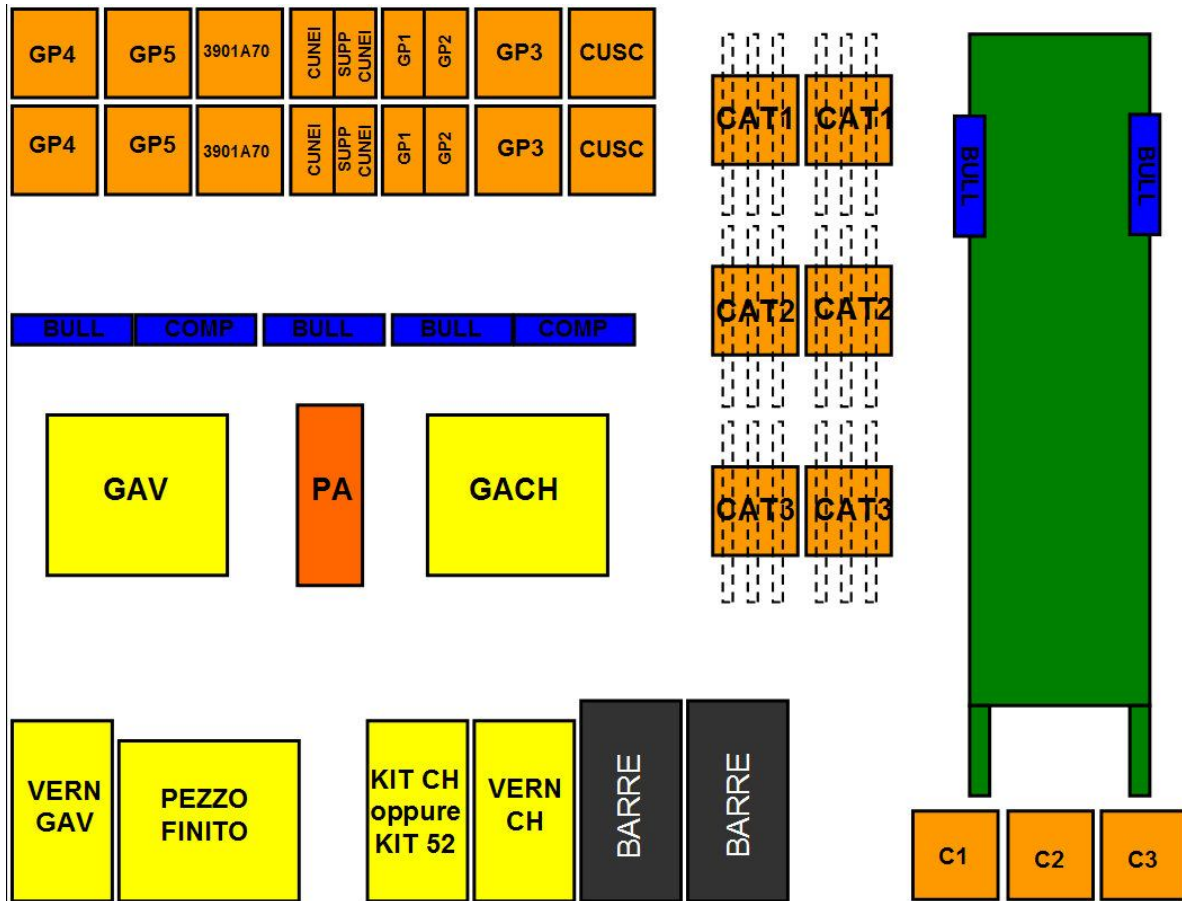 GP4 GP5 3901A70 CUNEI SUPP CUNEI GP1 GP2 GP3 CUSC
GP4 GP5 3901A70 CUNEI SUPP CUNEI GP1 GP2 GP3 CUSC
CAT1 CAT1
BULL BULL
CAT2 CAT2
BULL COMP BULL BULL COMP
GAV PA GACH
CAT3 CAT3
VERN
GAV
PEZZO
FINITO
KIT CH
oppure
KIT 52
VERN
CH
BARRE
BARRE
C1 C2 C3